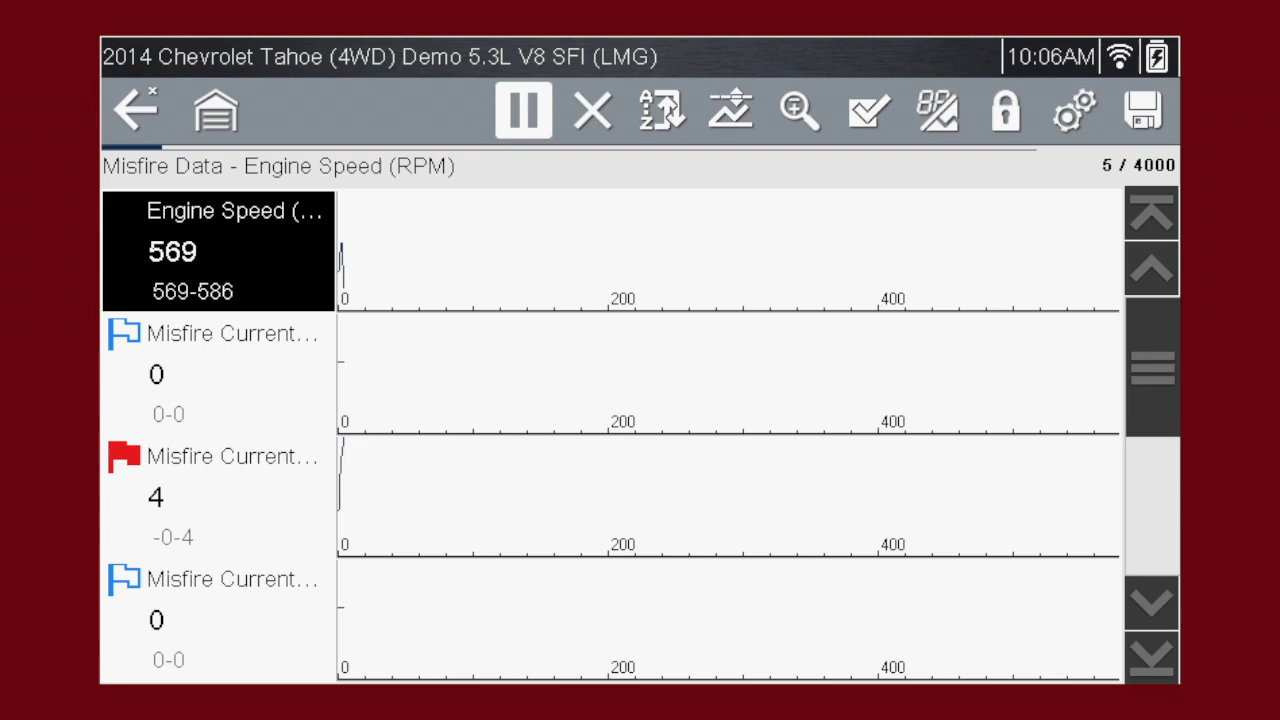 2014 Chevrolet Tahoe (4WD) Demo 5.3L V8 SFI (LMG)
10:06AM
Misfire Data - Engine Speed (RPM)
5 / 4000
Engine Speed (...
569
569-586
0 200 400
Misfire Current...
0
0-0
0 200 400
Misfire Current...
4
-0-4
0 200 400
Misfire Current...
0
0-0
0 200 400